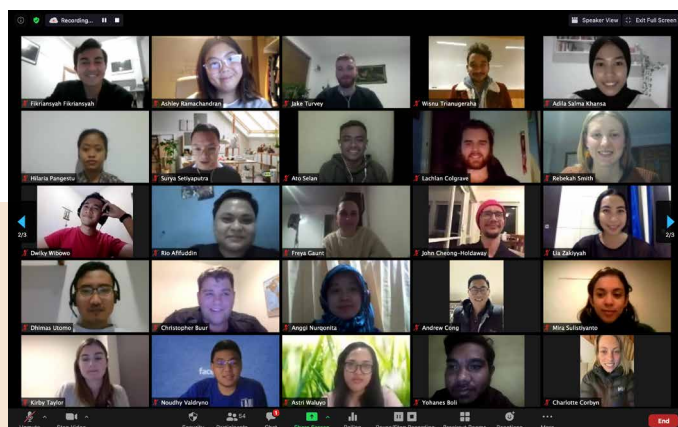 Recording...
Speaker View
Exit Full Screen
Fikriansyah Fikriansyah
Ashley Ramachandran
Jake Turvey
Wisnu Trianugeraha
Adila Salma Khansa
Hilaria Pangestu
Surya Setiyaputra
Ato Selan
Lachlan Colgrave
Rebekah Smith
2/3
2/3
Dwiky Wibowo
Rio Afifuddin
Freya Gaunt
John Cheong-Holdaway
Lia Zakiyyah
Dhimas Utomo
Christopher Buur
Anggi Nurqonita
Andrew Cong
Mira Sulistiyanto
Kirby Taylor
Noudhy Valdryno
Astri Waluyo
Yohanes Boli
Charlotte Corbyn
54
1
End